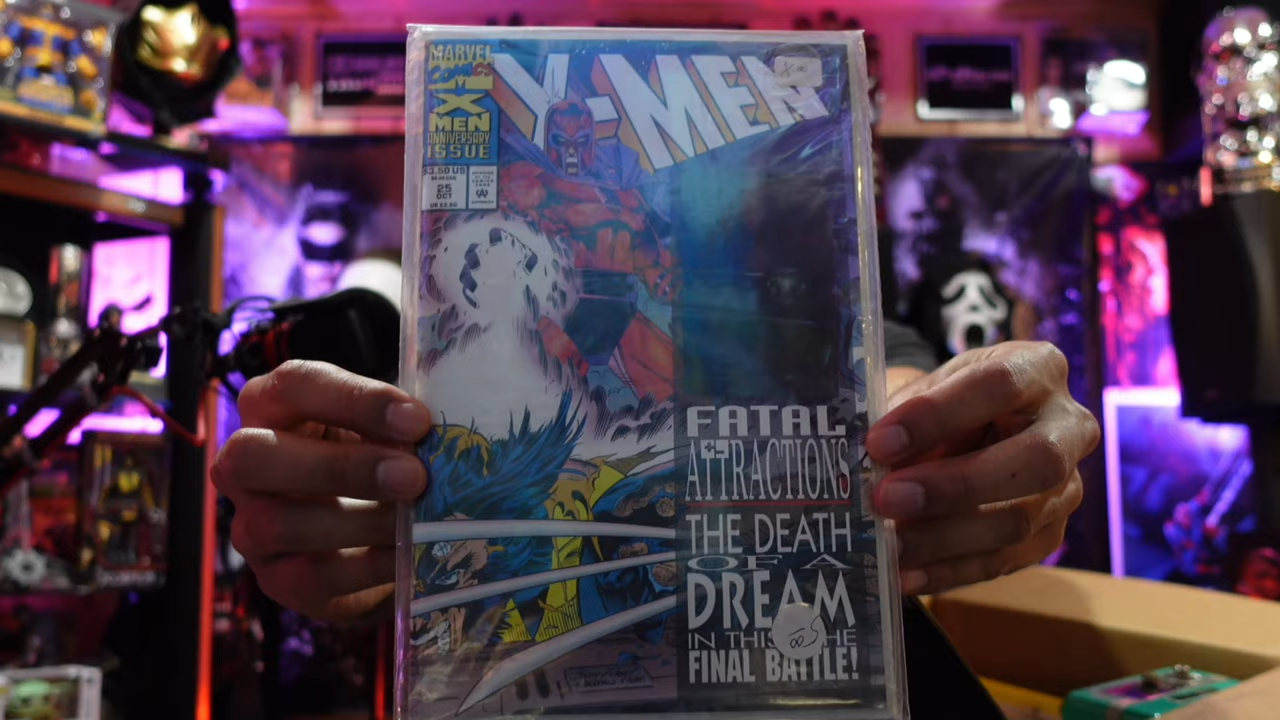 MARVEL
X
MEN
ANNIVERSARY
ISSUE
X-MEN
$3.50 US
25
OCT
FATAL
ATTRACTIONS
THE DEATH
OF A
DREAM
IN THIS THE
FINAL BATTLE!